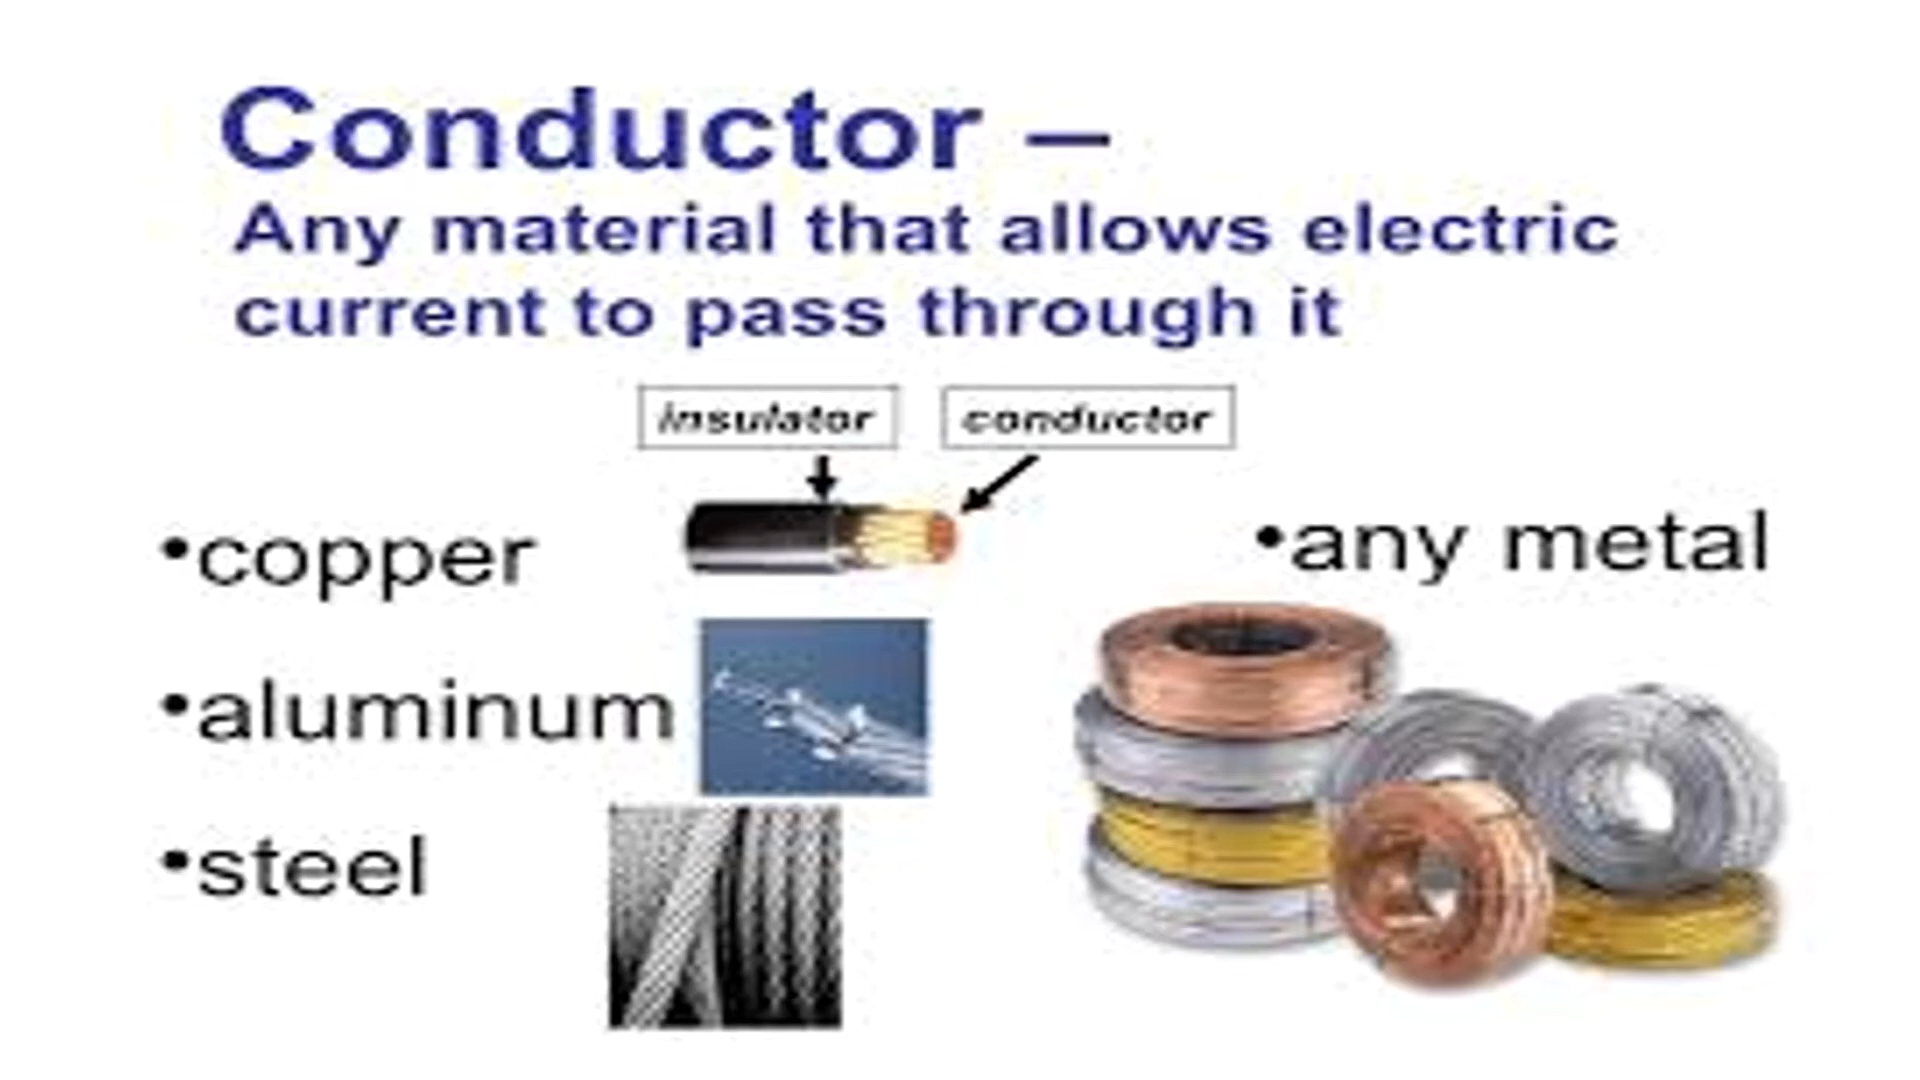 Conductor –
Any material that allows electric
current to pass through it
insulator
conductor
•copper
•any metal
•aluminum
•steel